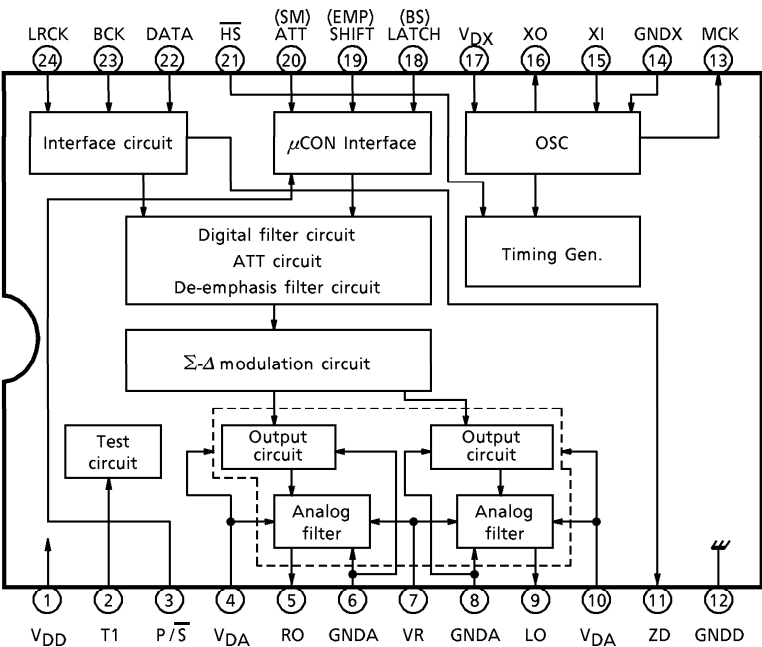 (SM) (EMP) (BS)
LRCK BCK DATA H̅S̅ ATT SHIFT LATCH VDX XO XI GNDX MCK
24 23 22 21 20 19 18 17 16 15 14 13
Interface circuit
μCON Interface
OSC
Digital filter circuit
ATT circuit
De-emphasis filter circuit
Timing Gen.
Σ-Δ modulation circuit
Test
circuit
Output
circuit
Output
circuit
Analog
filter
Analog
filter
1 2 3 4 5 6 7 8 9 10 11 12
VDD T1 P/S̅ VDA RO GNDA VR GNDA LO VDA ZD GNDD